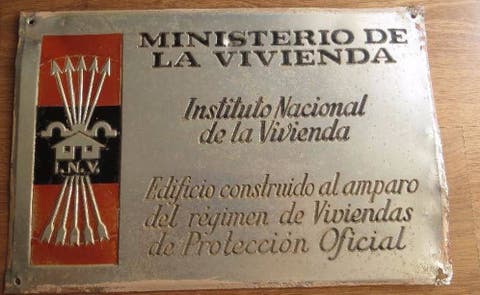 MINISTERIO DE
LA VIVIENDA
Instituto Nacional
de la Vivienda
I.N.V.
Edificio construido al amparo
del régimen de Viviendas
de Protección Oficial